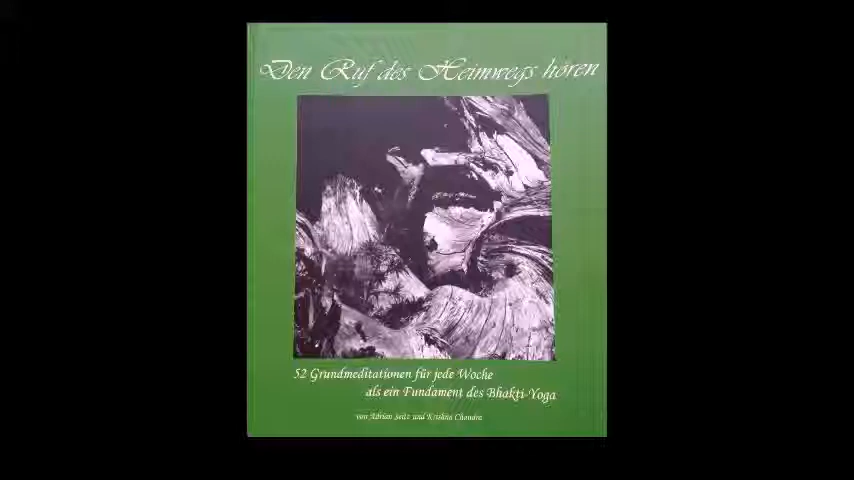 Den Ruf des Heimwegs hören
52 Grundmeditationen für jede Woche
als ein Fundament des Bhakti-Yoga
von Adrian Seitz und Krishna Chandra